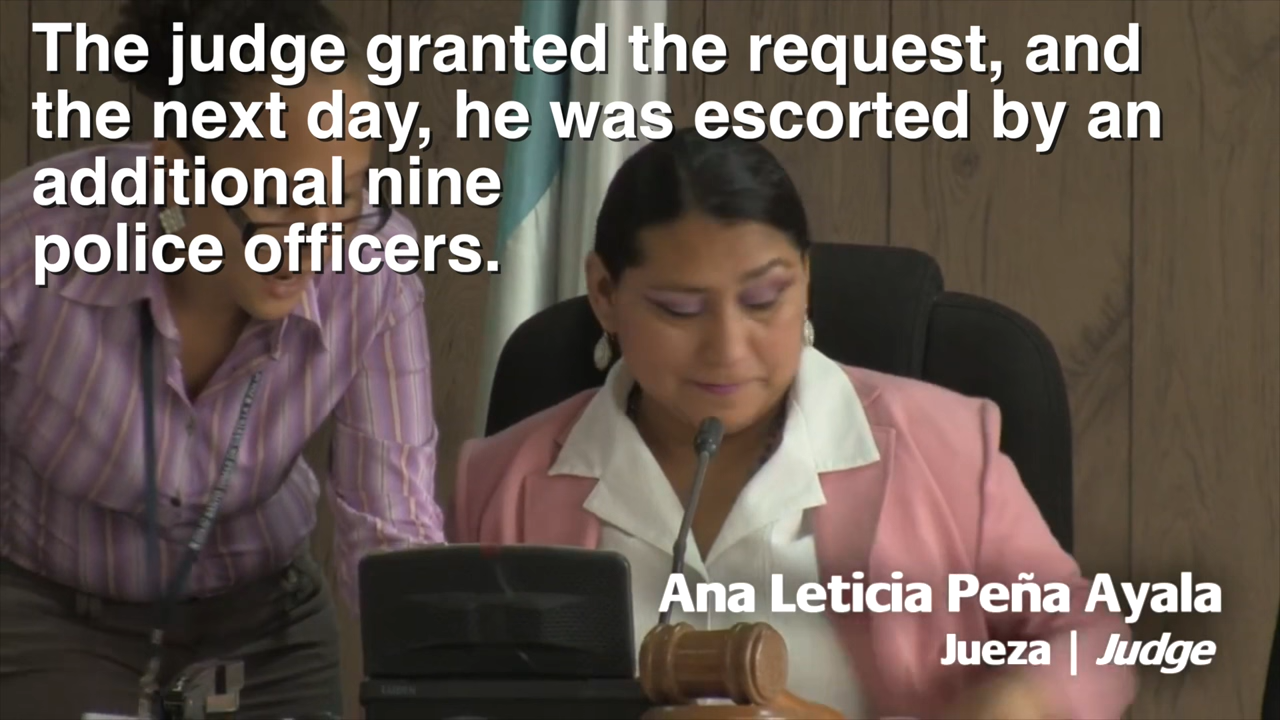 The judge granted the request, and
the next day, he was escorted by an
additional nine
police officers.
Ana Leticia Peña Ayala
Jueza | Judge